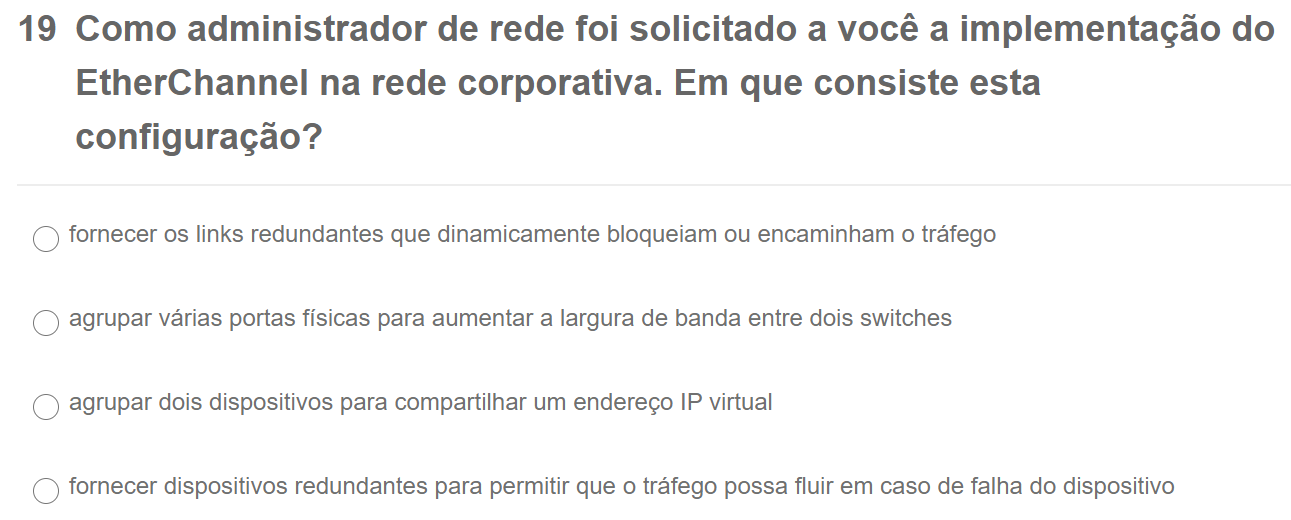 19 Como administrador de rede foi solicitado a você a implementação do
EtherChannel na rede corporativa. Em que consiste esta
configuração?
fornecer os links redundantes que dinamicamente bloqueiam ou encaminham o tráfego
agrupar várias portas físicas para aumentar a largura de banda entre dois switches
agrupar dois dispositivos para compartilhar um endereço IP virtual
fornecer dispositivos redundantes para permitir que o tráfego possa fluir em caso de falha do dispositivo